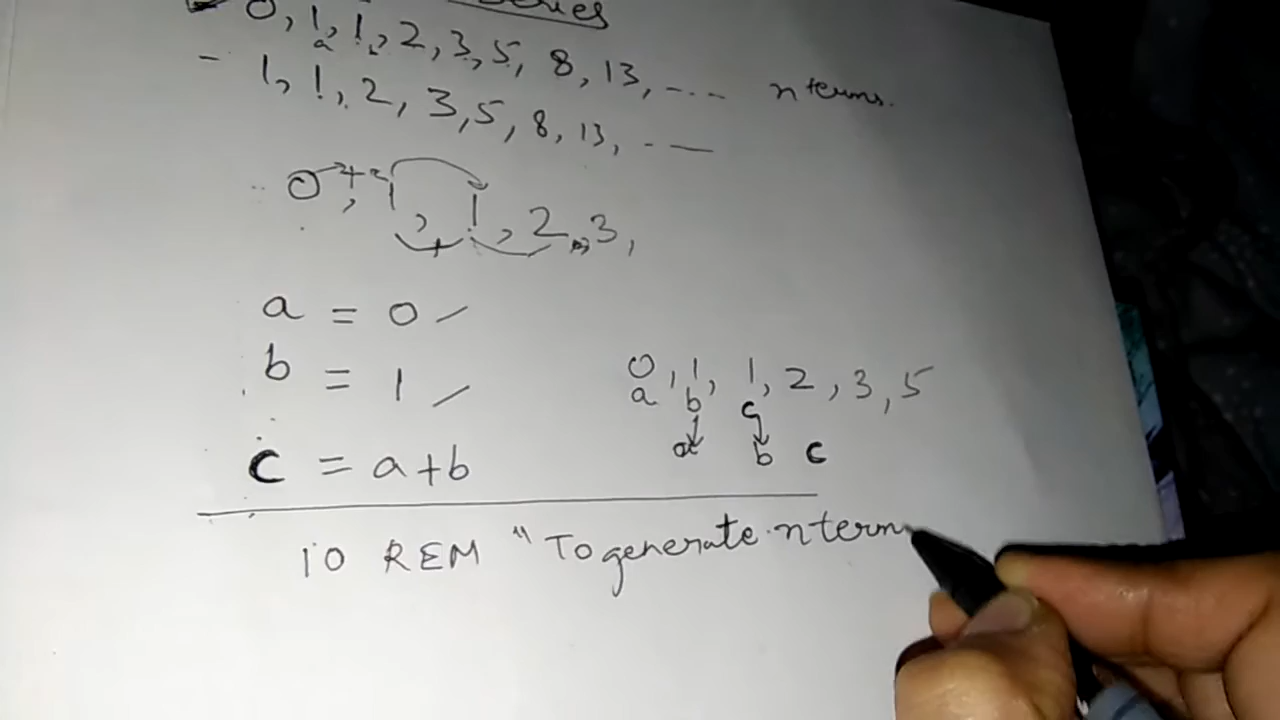 Series
0, 1, 1, 2, 3, 5, 8, 13, .... n terms.
a b
- 1, 1, 2, 3, 5, 8, 13, . —
0 + 1, 1, 2, 3,
+
a = 0
b = 1
0, 1, 1, 2, 3, 5
a b c
a b c
c = a+b
10 REM "To generate n term